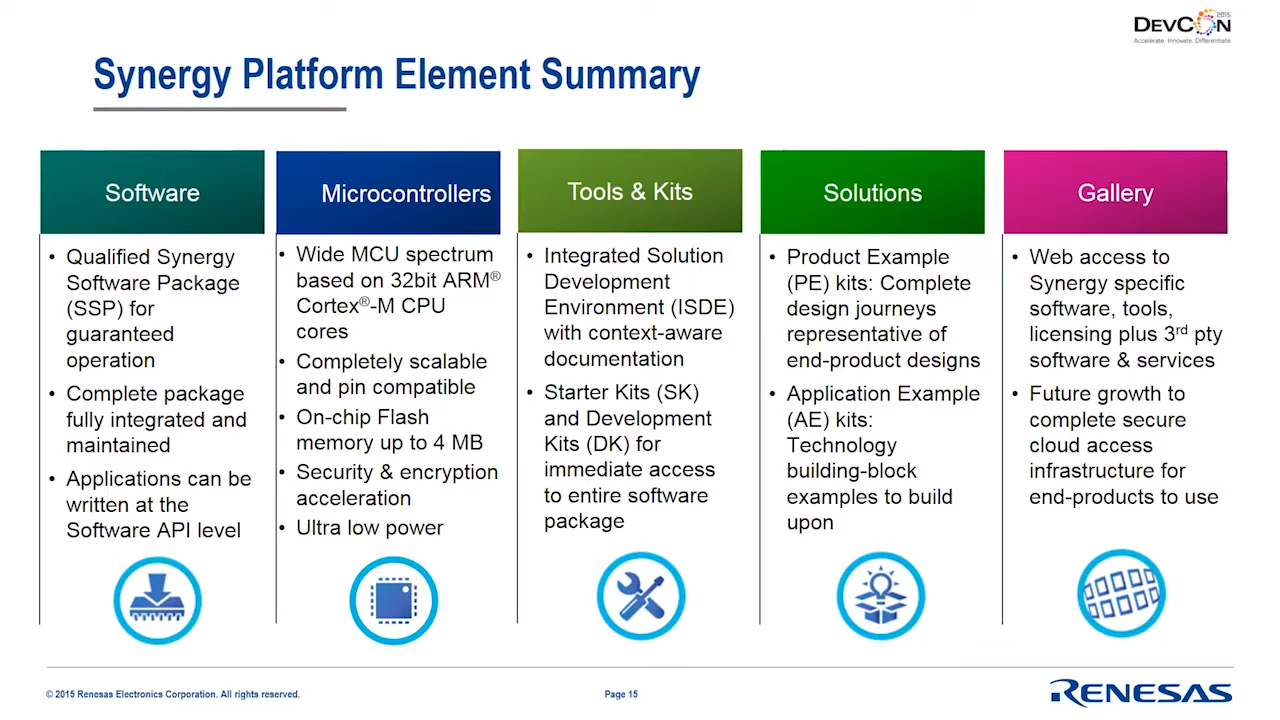 DevCon 2015
Accelerate. Innovate. Differentiate.
Synergy Platform Element Summary
Software
• Qualified Synergy
Software Package
(SSP) for
guaranteed
operation
• Complete package
fully integrated and
maintained
• Applications can be
written at the
Software API level
Microcontrollers
• Wide MCU spectrum
based on 32bit ARM®
Cortex®-M CPU
cores
• Completely scalable
and pin compatible
• On-chip Flash
memory up to 4 MB
• Security & encryption
acceleration
• Ultra low power
Tools & Kits
• Integrated Solution
Development
Environment (ISDE)
with context-aware
documentation
• Starter Kits (SK)
and Development
Kits (DK) for
immediate access
to entire software
package
Solutions
• Product Example
(PE) kits: Complete
design journeys
representative of
end-product designs
• Application Example
(AE) kits:
Technology
building-block
examples to build
upon
Gallery
• Web access to
Synergy specific
software, tools,
licensing plus 3rd pty
software & services
• Future growth to
complete secure
cloud access
infrastructure for
end-products to use
© 2015 Renesas Electronics Corporation. All rights reserved.
Page 15
RENESAS